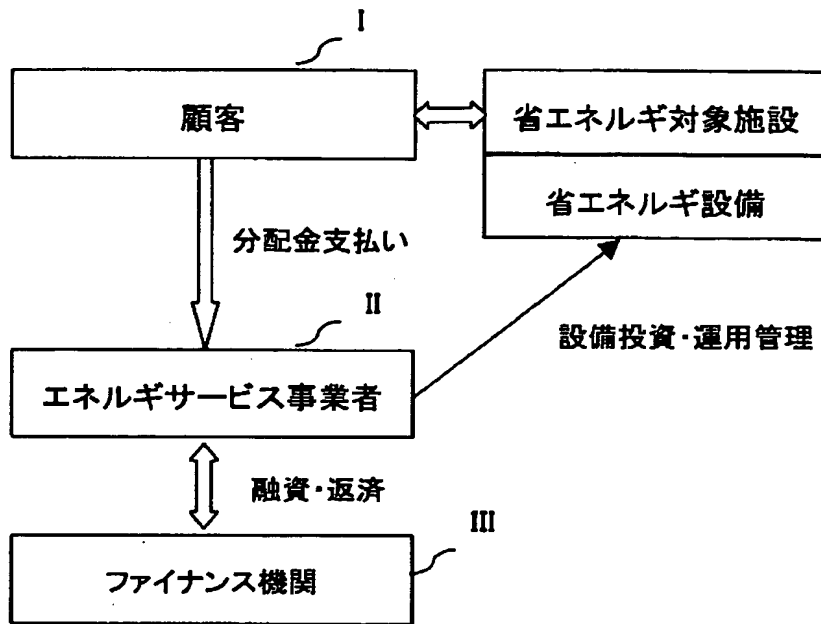 I
顧客
省エネルギ対象施設
省エネルギ設備
分配金支払い
II
設備投資・運用管理
エネルギサービス事業者
融資・返済
III
ファイナンス機関